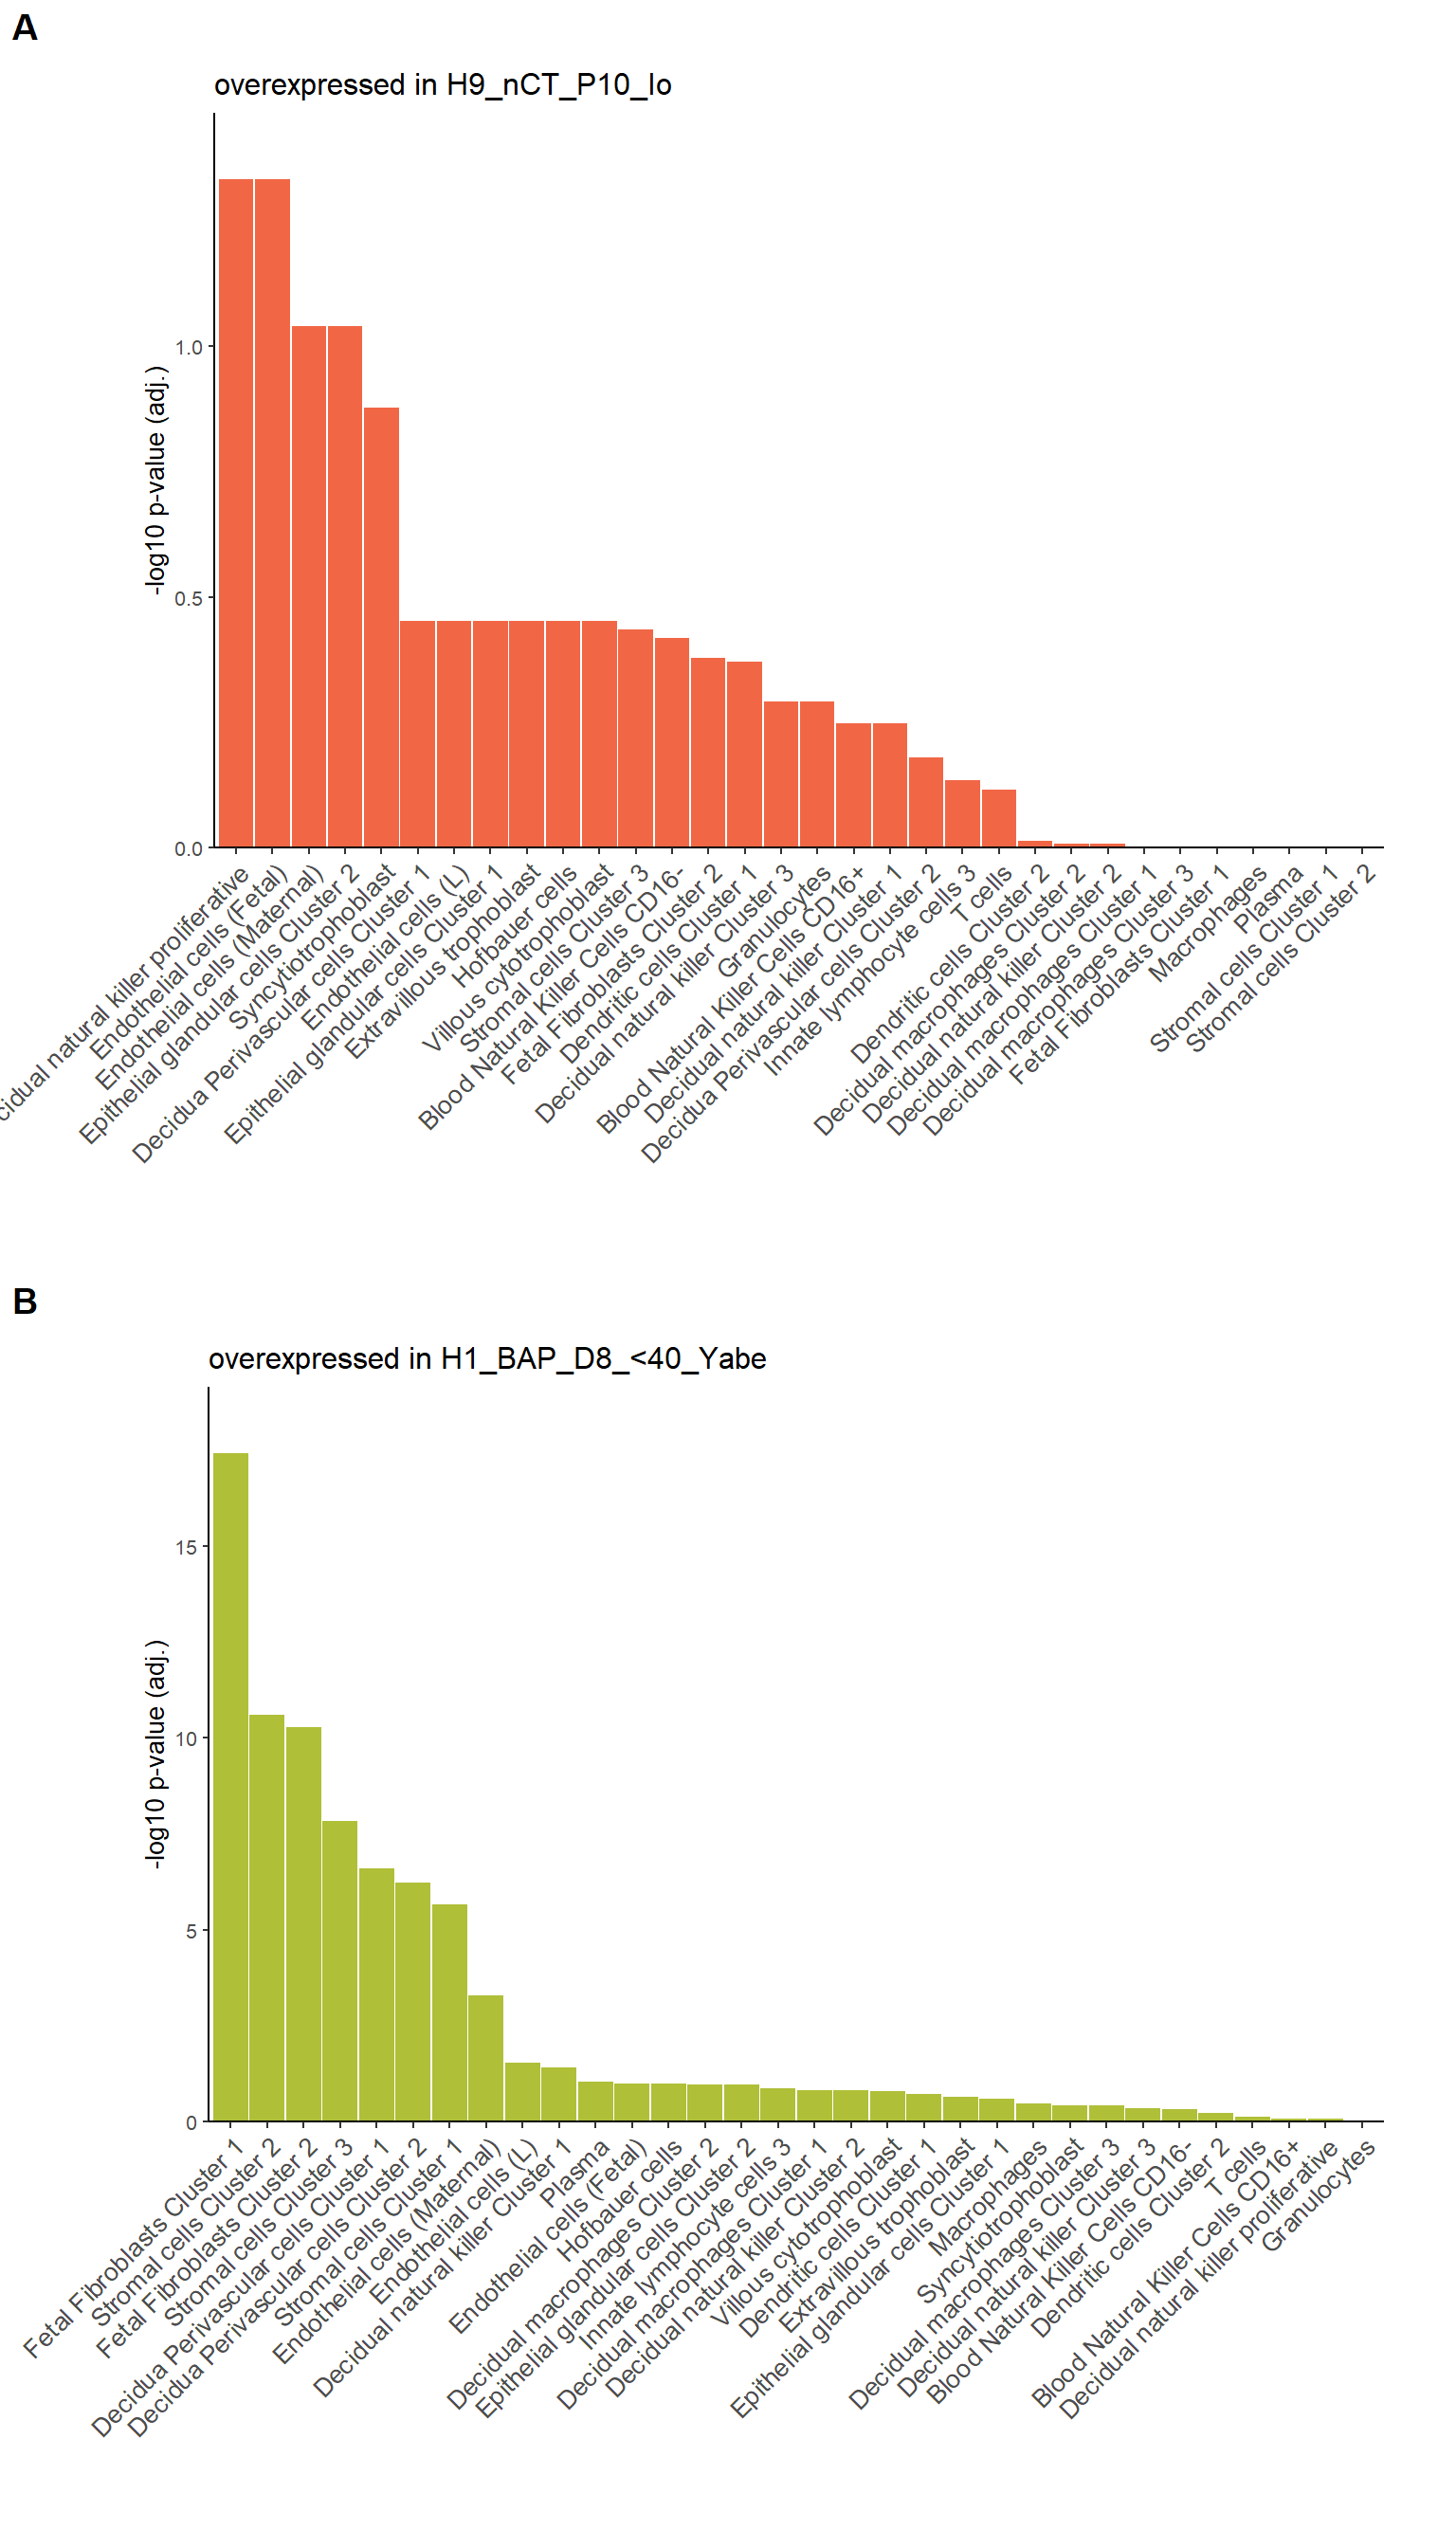 A
overexpressed in H9_nCT_P10_Io
-log10 p-value (adj.)
1.0
0.5
0.0
cidual natural killer proliferative
Endothelial cells (Fetal)
Endothelial cells (Maternal)
Epithelial glandular cells Cluster 2
Syncytiotrophoblast
Decidua Perivascular cells Cluster 1
Endothelial cells (L)
Epithelial glandular cells Cluster 1
Extravillous trophoblast
Hofbauer cells
Villous cytotrophoblast
Stromal cells Cluster 3
Blood Natural Killer Cells CD16-
Fetal Fibroblasts Cluster 2
Dendritic cells Cluster 1
Decidual natural killer Cluster 3
Granulocytes
Blood Natural Killer Cells CD16+
Decidual natural killer Cluster 1
Decidua Perivascular cells Cluster 2
Innate lymphocyte cells 3
T cells
Dendritic cells Cluster 2
Decidual macrophages Cluster 2
Decidual natural killer Cluster 2
Decidual macrophages Cluster 1
Decidual macrophages Cluster 3
Fetal Fibroblasts Cluster 1
Macrophages
Plasma
Stromal cells Cluster 1
Stromal cells Cluster 2
B
overexpressed in H1_BAP_D8_<40_Yabe
-log10 p-value (adj.)
15
10
5
0
Fetal Fibroblasts Cluster 1
Stromal cells Cluster 2
Fetal Fibroblasts Cluster 2
Stromal cells Cluster 3
Decidua Perivascular cells Cluster 1
Decidua Perivascular cells Cluster 2
Stromal cells Cluster 1
Endothelial cells (Maternal)
Endothelial cells (L)
Decidual natural killer Cluster 1
Plasma
Endothelial cells (Fetal)
Hofbauer cells
Decidual macrophages Cluster 2
Epithelial glandular cells Cluster 2
Innate lymphocyte cells 3
Decidual macrophages Cluster 1
Decidual natural killer Cluster 2
Villous cytotrophoblast
Dendritic cells Cluster 1
Extravillous trophoblast
Epithelial glandular cells Cluster 1
Macrophages
Syncytiotrophoblast
Decidual macrophages Cluster 3
Decidual natural killer Cluster 3
Blood Natural Killer Cells CD16-
Dendritic cells Cluster 2
T cells
Blood Natural Killer Cells CD16+
Decidual natural killer proliferative
Granulocytes